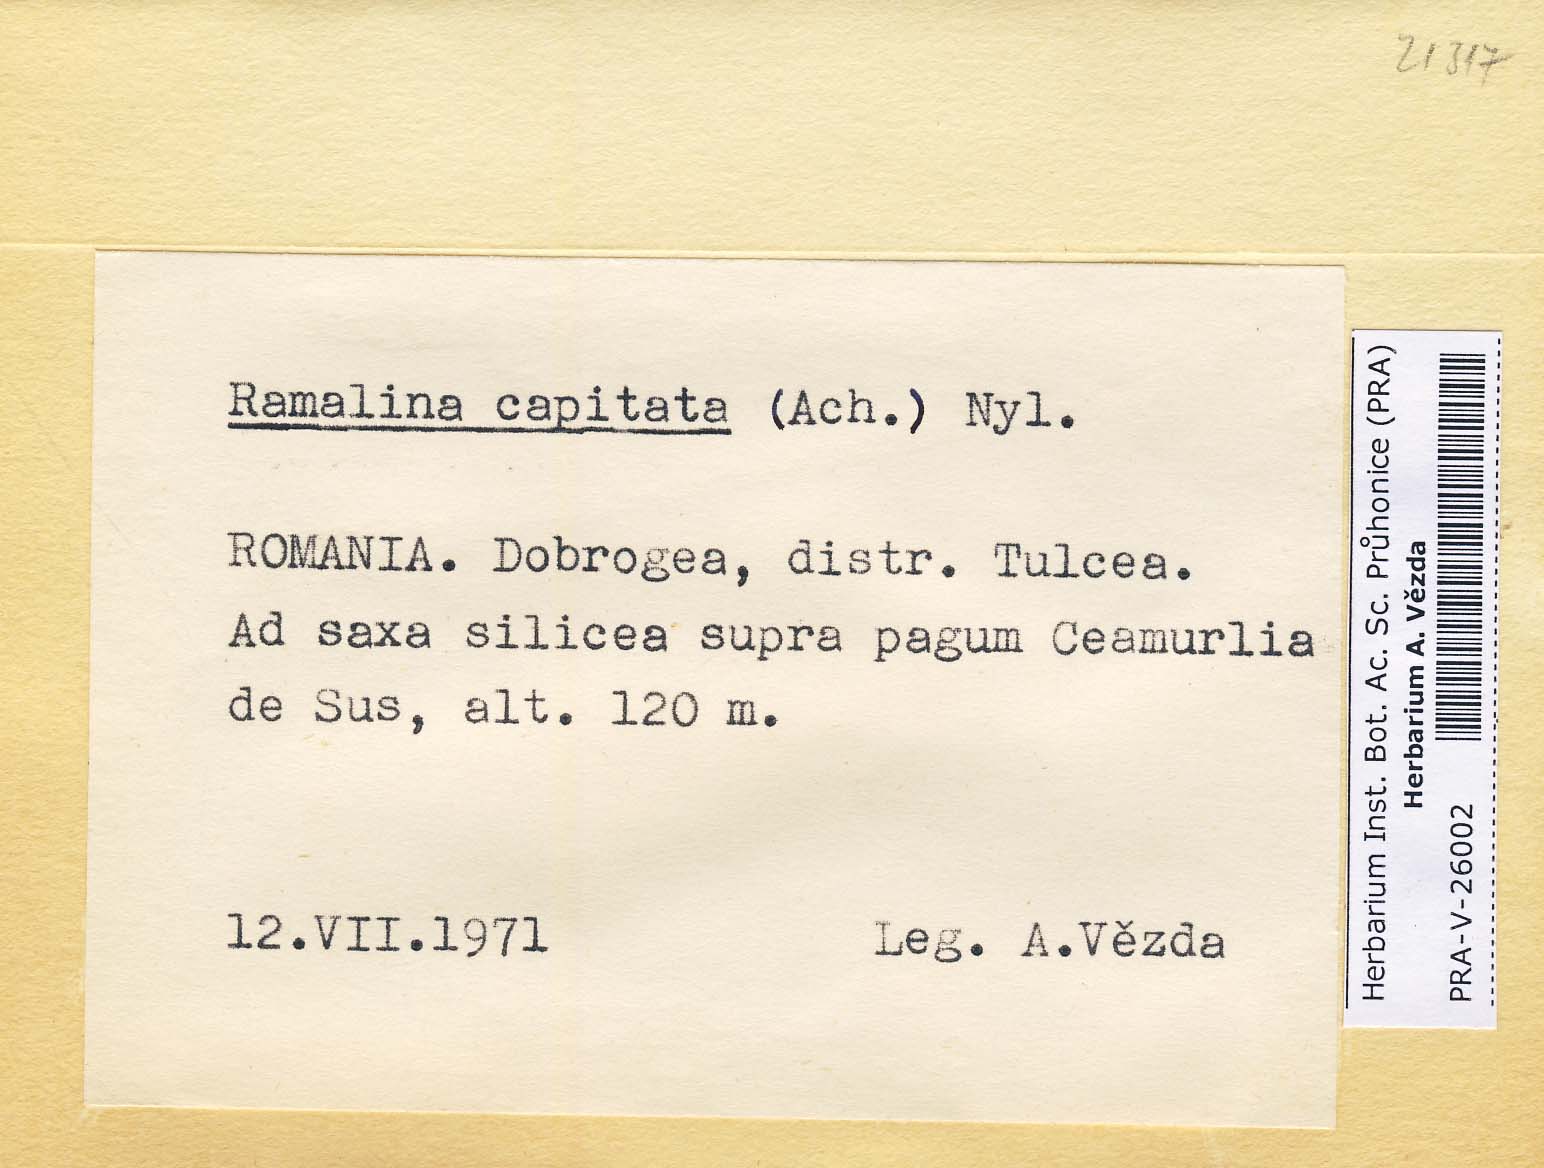 21317
Ramalina capitata (Ach.) Nyl.
ROMANIA. Dobrogea, distr. Tulcea.
Ad saxa silicea supra pagum Ceamurlia
de Sus, alt. 120 m.
12.VII.1971 Leg. A.Vězda
Herbarium Inst. Bot. Ac. Sc. Průhonice (PRA)
Herbarium A. Vězda
PRA-V-26002